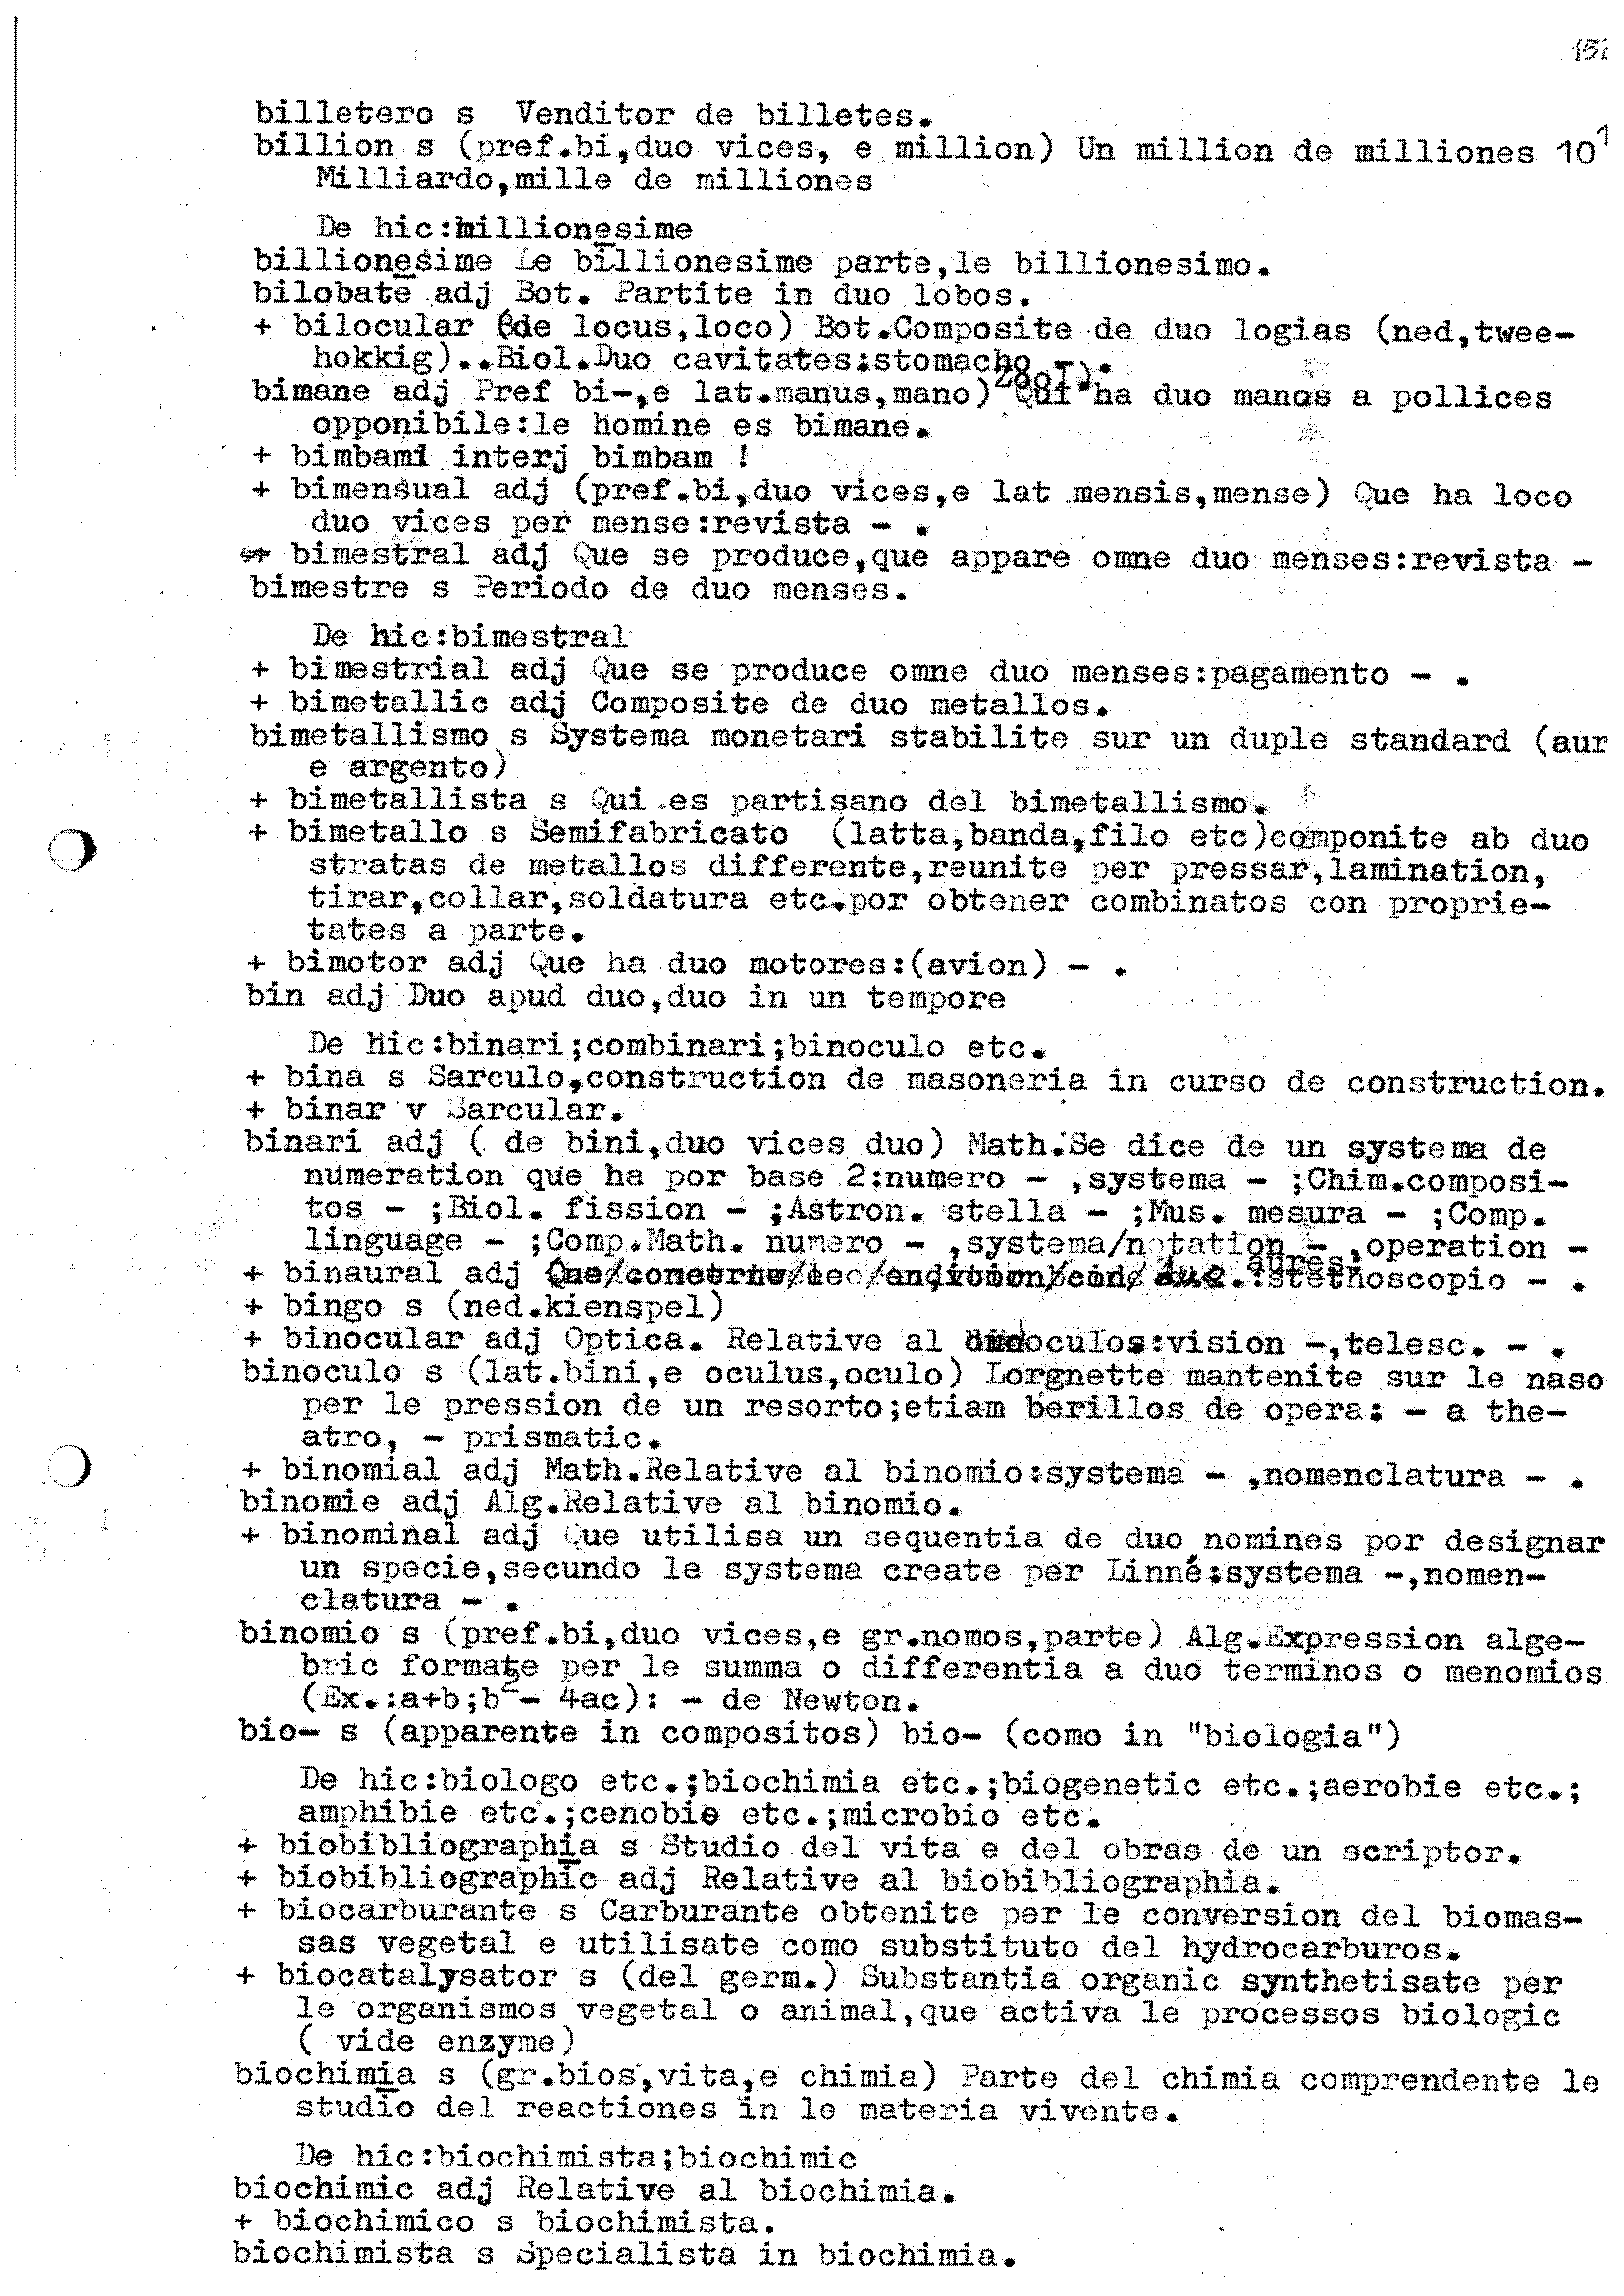 billetero s  Venditor de billetes.
billion s (pref.bi,duo vices, e million) Un million de milliones 10
Milliardo,mille de milliones
De hic:billionesime
billionesime Le billionesime parte,le billionesimo.
bilobate adj Bot. Partite in duo lobos.
+ bilocular (de locus,loco) Bot.Composite de duo logias (ned,twee-
hokkig)..Biol.Duo cavitates:stomacho - ).
bimane adj Pref bi-,e lat.manus,mano) Zool. Qui ha duo manos a pollices
opponibile:le homine es bimane.
+ bimbam! interj bimbam !
+ bimensual adj (pref.bi,duo vices,e lat mensis,mense) Que ha loco
duo vices per mense:revista - .
+ bimestral adj Que se produce,que appare omne duo menses:revista -
bimestre s Periodo de duo menses.
De hic:bimestral
+ bimestrial adj Que se produce omne duo menses:pagamento - .
+ bimetallic adj Composite de duo metallos.
bimetallismo s Systema monetari stabilite sur un duple standard (aur
e argento)
+ bimetallista s Qui es partisano del bimetallismo.
+ bimetallo s Semifabricato  (latta,banda,filo etc)componite ab duo
stratas de metallos differente,reunite per pressar,lamination,
tirar,collar,soldatura etc.por obtener combinatos con proprie-
tates a parte.
+ bimotor adj Que ha duo motores:(avion) - .
bin adj Duo apud duo,duo in un tempore
De hic:binari;combinari;binoculo etc.
+ bina s Sarculo,construction de masoneria in curso de construction.
+ binar v Sarcular.
binari adj ( de bini,duo vices duo) Math.Se dice de un systema de
numeration que ha por base 2:numero - ,systema - ;Chim.composi-
tos - ;Biol. fission - ;Astron. stella - ;Mus. mesura - ;Comp.
linguage - ;Comp.Math. numero - ,systema/notation - ,operation -
+ binaural adj aures:stethoscopio - .
+ bingo s (ned.kienspel)
+ binocular adj Optica. Relative al oculos:vision -,telesc. - .
binoculo s (lat.bini,e oculus,oculo) Lorgnette mantenite sur le naso
per le pression de un resorto;etiam berillos de opera: - a the-
atro, - prismatic.
+ binomial adj Math.Relative al binomio:systema - ,nomenclatura - .
binomie adj Alg.Relative al binomio.
+ binominal adj Que utilisa un sequentia de duo nomines por designar
un specie,secundo le systema create per Linné:systema -,nomen-
clatura - .
binomio s (pref.bi,duo vices,e gr.nomos,parte) Alg.Expression alge-
bric formate per le summa o differentia a duo terminos o menomios
(Ex.:a+b;b²- 4ac): - de Newton.
bio- s (apparente in compositos) bio- (como in "biologia")
De hic:biologo etc.;biochimia etc.;biogenetic etc.;aerobie etc.;
amphibie etc.;cenobie etc.;microbio etc.
+ biobibliographia s Studio del vita e del obras de un scriptor.
+ biobibliographic adj Relative al biobibliographia.
+ biocarburante s Carburante obtenite per le conversion del biomas-
sas vegetal e utilisate como substituto del hydrocarburos.
+ biocatalysator s (del germ.) Substantia organic synthetisate per
le organismos vegetal o animal,que activa le processos biologic
( vide enzyme)
biochimia s (gr.bios,vita,e chimia) Parte del chimia comprendente le
studio del reactiones in le materia vivente.
De hic:biochimista;biochimic
biochimic adj Relative al biochimia.
+ biochimico s biochimista.
biochimista s Specialista in biochimia.